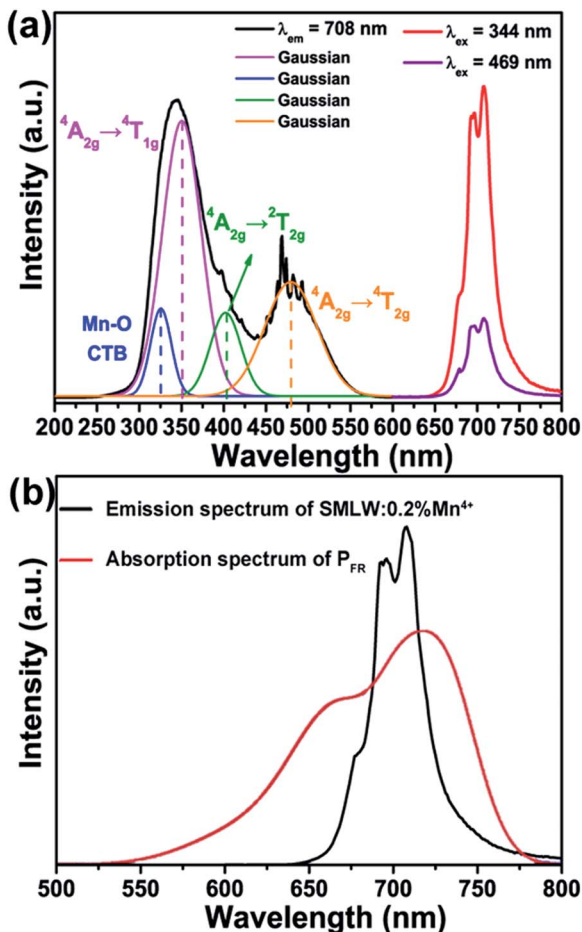 (a)
λem = 708 nm
Gaussian
Gaussian
Gaussian
Gaussian
λex = 344 nm
λex = 469 nm
⁴A2g→⁴T1g
⁴A2g→²T2g
⁴A2g→⁴T2g
Mn-O
CTB
Intensity (a.u.)
200 250 300 350 400 450 500 550 600 650 700 750 800
Wavelength (nm)
(b)
Emission spectrum of SMLW:0.2%Mn⁴⁺
Absorption spectrum of PFR
Intensity (a.u.)
500 550 600 650 700 750 800
Wavelength (nm)